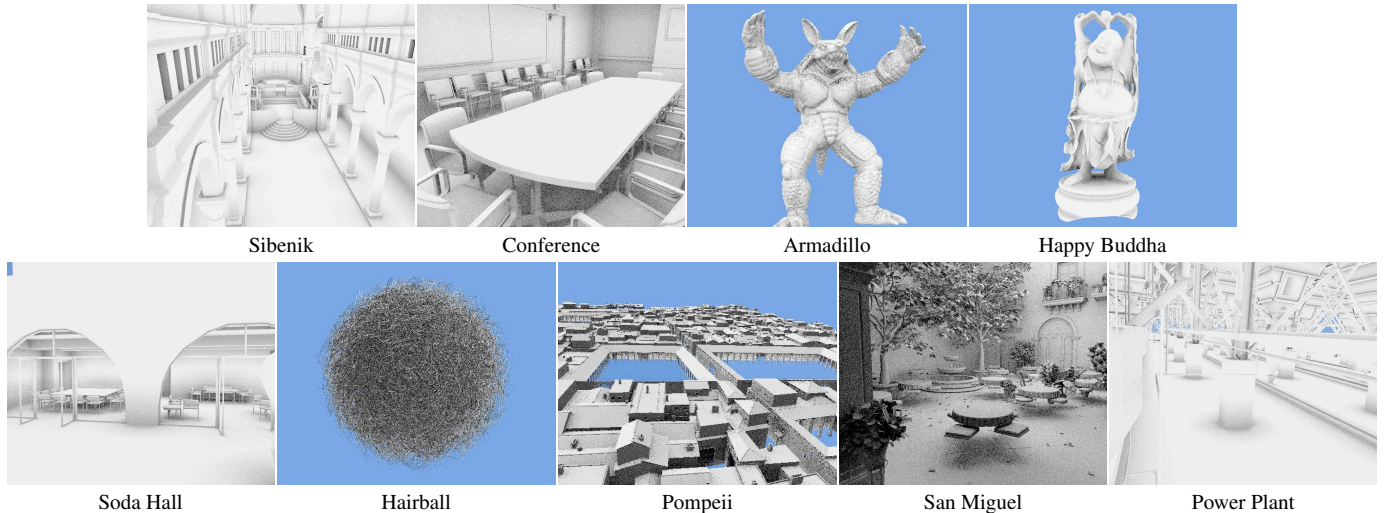 Sibenik
Conference
Armadillo
Happy Buddha
Soda Hall
Hairball
Pompeii
San Miguel
Power Plant